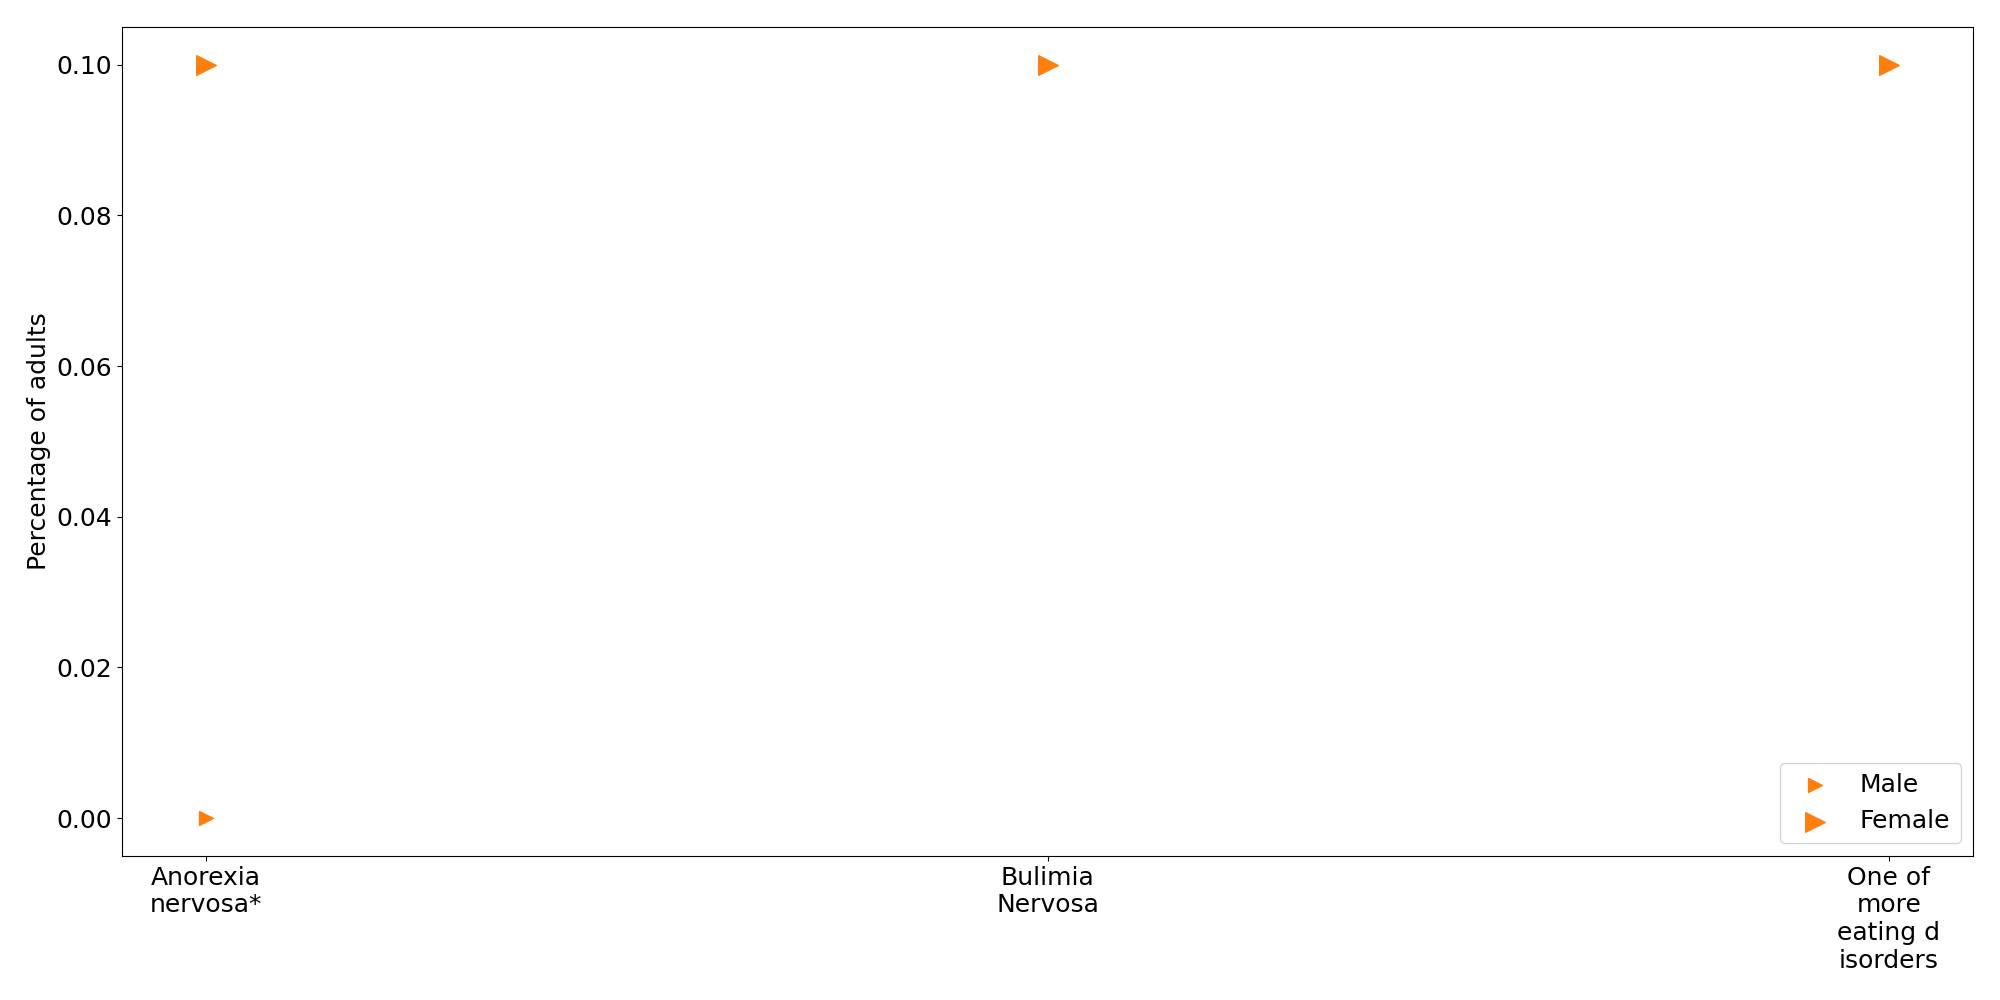 Percentage of adults
0.10
0.08
0.06
0.04
0.02
0.00
Anorexia
nervosa*
Bulimia
Nervosa
One of
more
eating d
isorders
Male
Female